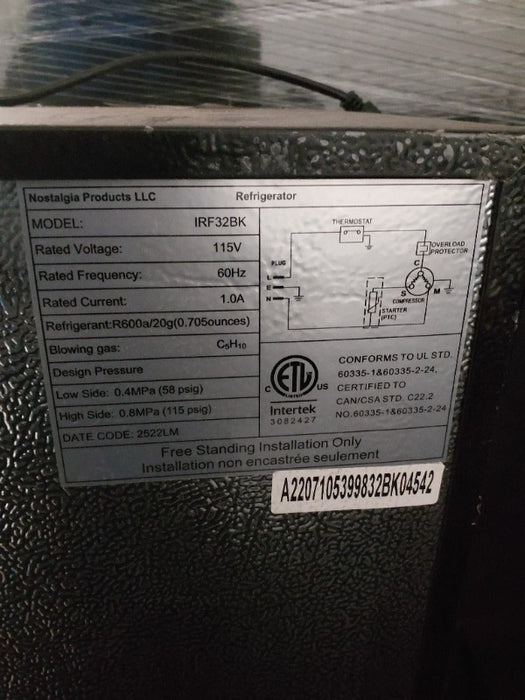 Nostalgia Products LLC Refrigerator
MODEL: IRF32BK
Rated Voltage: 115V
Rated Frequency: 60Hz
Rated Current: 1.0A
Refrigerant:R600a/20g(0.705ounces)
Blowing gas: C₅H₁₀
Design Pressure
Low Side: 0.4MPa (58 psig)
High Side: 0.8MPa (115 psig)
DATE CODE: 2522LM
THERMOSTAT
OVERLOAD
PROTECTOR
PLUG
L
E
N
C
S
M
COMPRESSOR
STARTER
(PTC)
C ETL US
LISTED
Intertek
3082427
CONFORMS TO UL STD.
60335-1&60335-2-24,
CERTIFIED TO
CAN/CSA STD. C22.2
NO.60335-1&60335-2-24
Free Standing Installation Only
Installation non encastrée seulement
A2207105399832BK04542